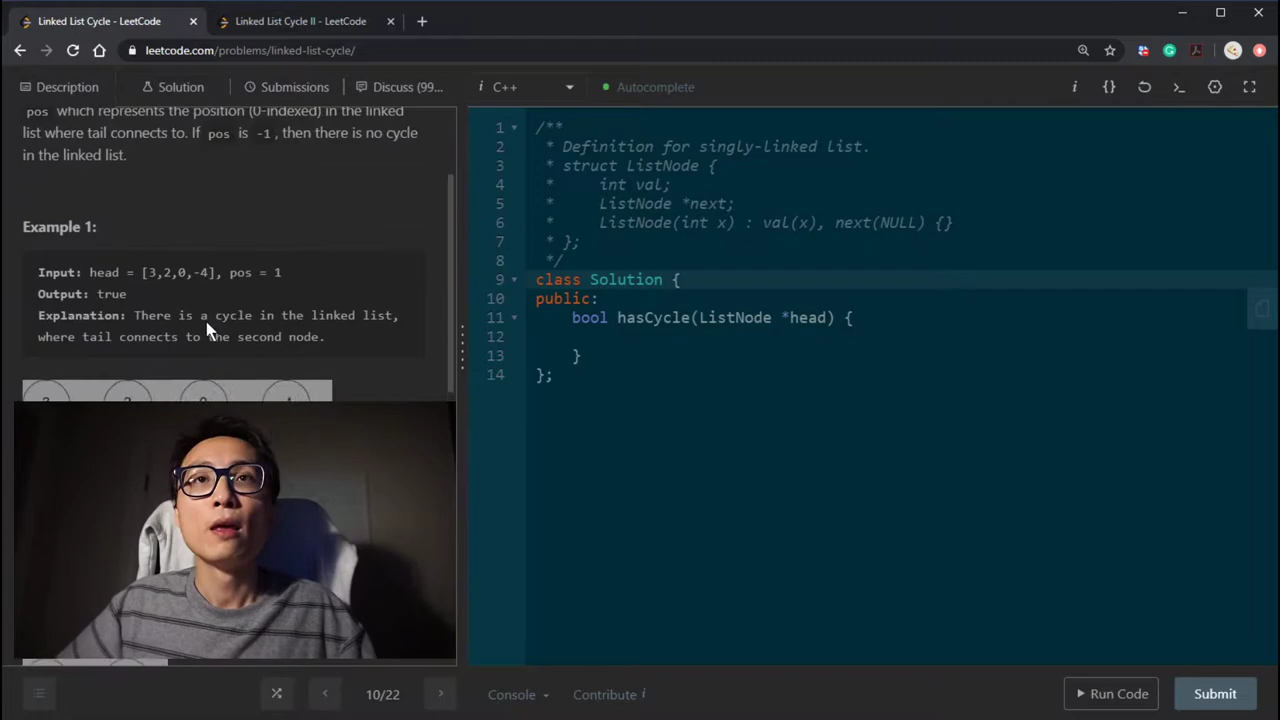 Linked List Cycle - LeetCode
Linked List Cycle II - LeetCode
leetcode.com/problems/linked-list-cycle/
Description
Solution
Submissions
Discuss (99...
i C++
Autocomplete
pos which represents the position (0-indexed) in the linked
list where tail connects to. If pos is -1, then there is no cycle
in the linked list.
Example 1:
Input: head = [3,2,0,-4], pos = 1
Output: true
Explanation: There is a cycle in the linked list,
where tail connects to the second node.
1 /**
2 * Definition for singly-linked list.
3 * struct ListNode {
4 * int val;
5 * ListNode *next;
6 * ListNode(int x) : val(x), next(NULL) {}
7 * };
8 */
9 class Solution {
10 public:
11 bool hasCycle(ListNode *head) {
12
13 }
14 };
10/22
Console
Contribute i
Run Code
Submit